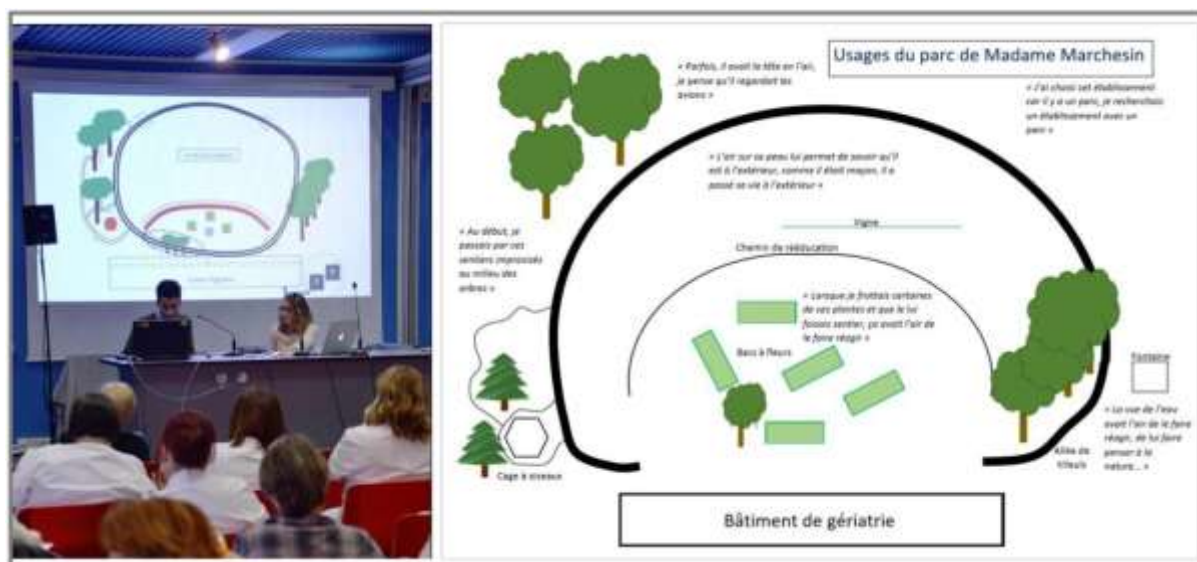 Usages du parc de Madame Marchesin
« Parfois, il avait la tête en l'air,
je pense qu'il regardait les
avions »
« J'ai choisi cet établissement
car il y a un parc, je recherchais
un établissement avec un
parc »
« L'air sur sa peau lui permet de savoir qu'il
est à l'extérieur, comme il était maçon, il a
passé sa vie à l'extérieur »
« Au début, je
passais par ces
sentiers improvisés
au milieu des
arbres »
Vigne
Chemin de rééducation
« Lorsque je frottais certaines
de ces plantes et que je lui
faisais sentir, ça avait l'air de
le faire réagir »
Bacs à fleurs
Fontaine
« La vue de l'eau
avait l'air de le faire
réagir, de lui faire
penser à la
nature... »
Allée de
tilleuls
Cage à oiseaux
Bâtiment de gériatrie